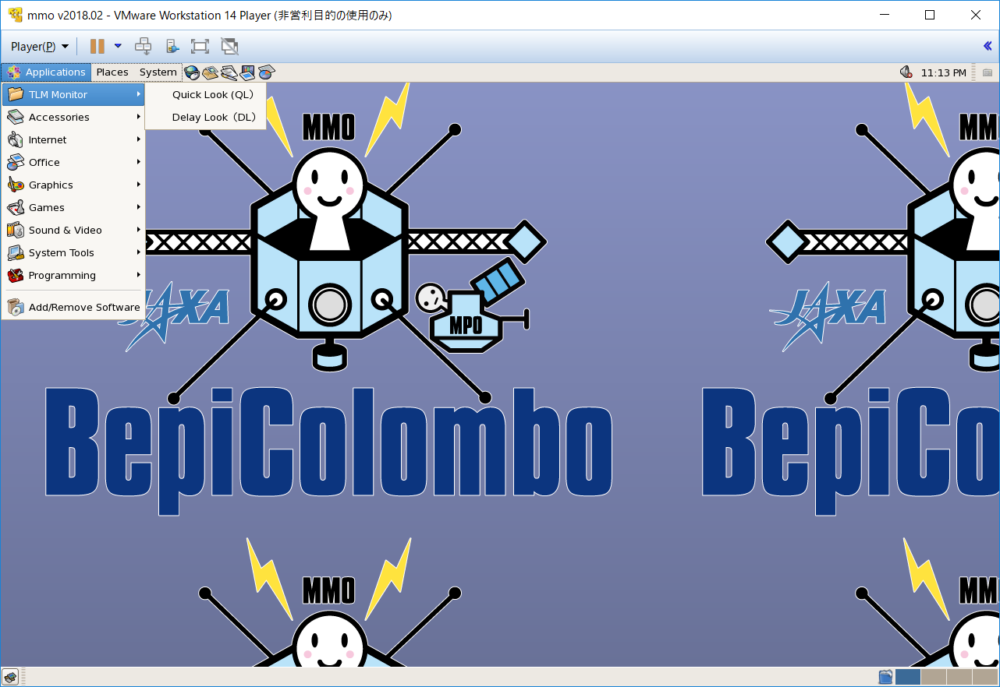 mmo v2018.02 - VMware Workstation 14 Player (非営利目的の使用のみ)
Player(P)
Applications Places System 11:13 PM
TLM Monitor
Quick Look (QL)
Delay Look（DL）
Accessories
Internet
Office
Graphics
Games
Sound & Video
System Tools
Programming
Add/Remove Software
MMO
MM
JAXA
JAXA
MPO
BepiColombo
BepiCo
MMO
MM